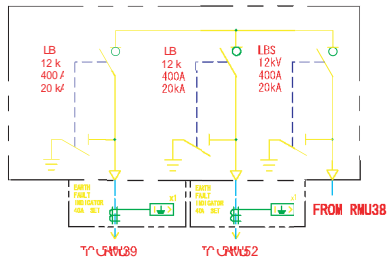 LB
12 k
400 A
20 kA
LB
12 k
400A
20kA
LBS
12kV
400A
20kA
EARTH
FAULT
INDICATOR
EARTH
FAULT
INDICATOR
FROM RMU38